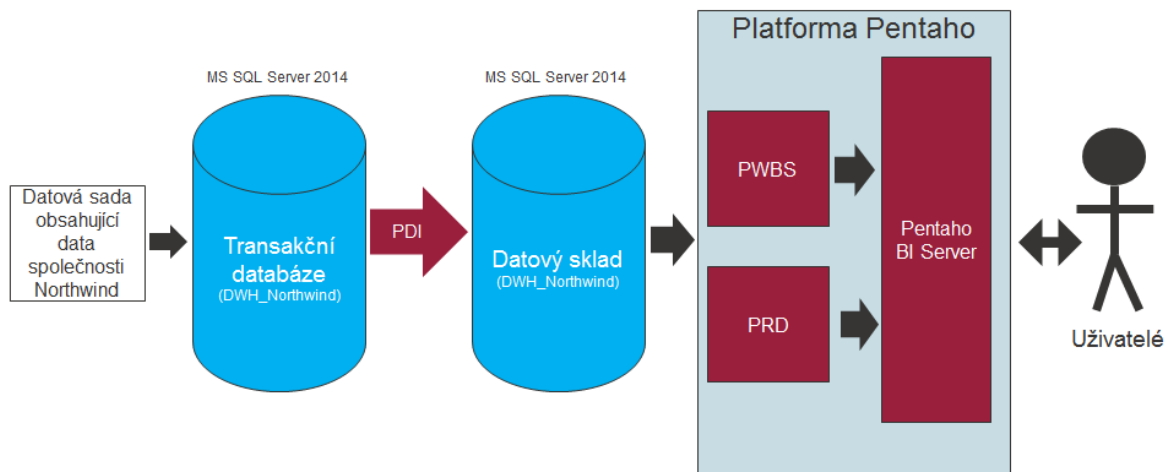 Platforma Pentaho
MS SQL Server 2014
MS SQL Server 2014
Datová sada
obsahující
data
společnosti
Northwind
Transakční
databáze
(DWH_Northwind)
PDI
Datový sklad
(DWH_Northwind)
PWBS
PRD
Pentaho
BI Server
Uživatelé